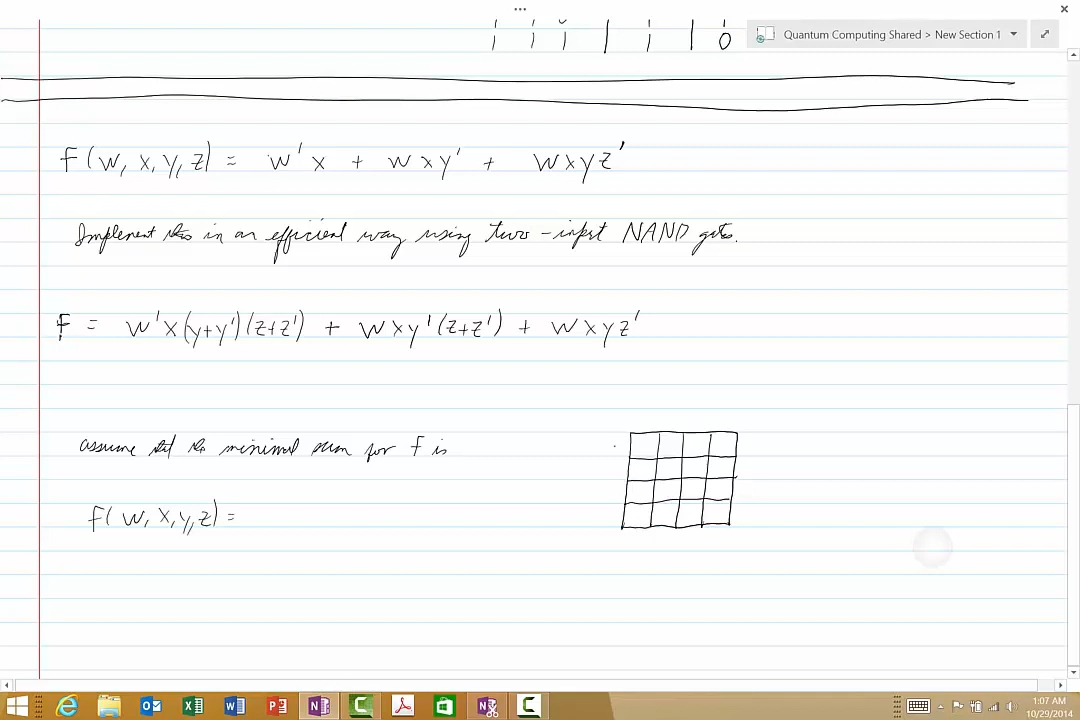 Quantum Computing Shared > New Section 1
F(W, X, Y, Z) = W'X + WXY' + WXYZ'
Implement this in an efficient way using two-input NAND gates.
F = W'X(Y+Y')(Z+Z') + WXY'(Z+Z') + WXYZ'
Assume that the minimal sum for F is
F(W, X, Y, Z) =
1:07 AM
10/29/2014